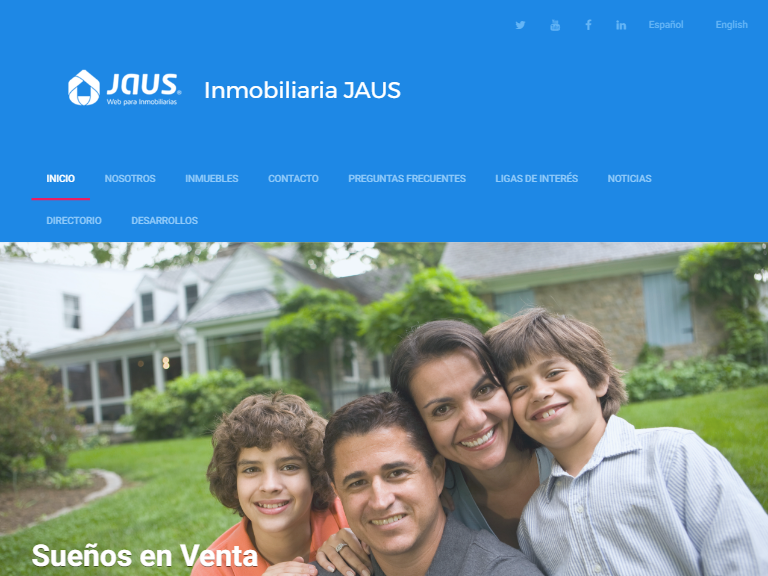 Español English
JAUS®
Web para Inmobiliarias
Inmobiliaria JAUS
INICIO NOSOTROS INMUEBLES CONTACTO PREGUNTAS FRECUENTES LIGAS DE INTERÉS NOTICIAS
DIRECTORIO DESARROLLOS
Sueños en Venta